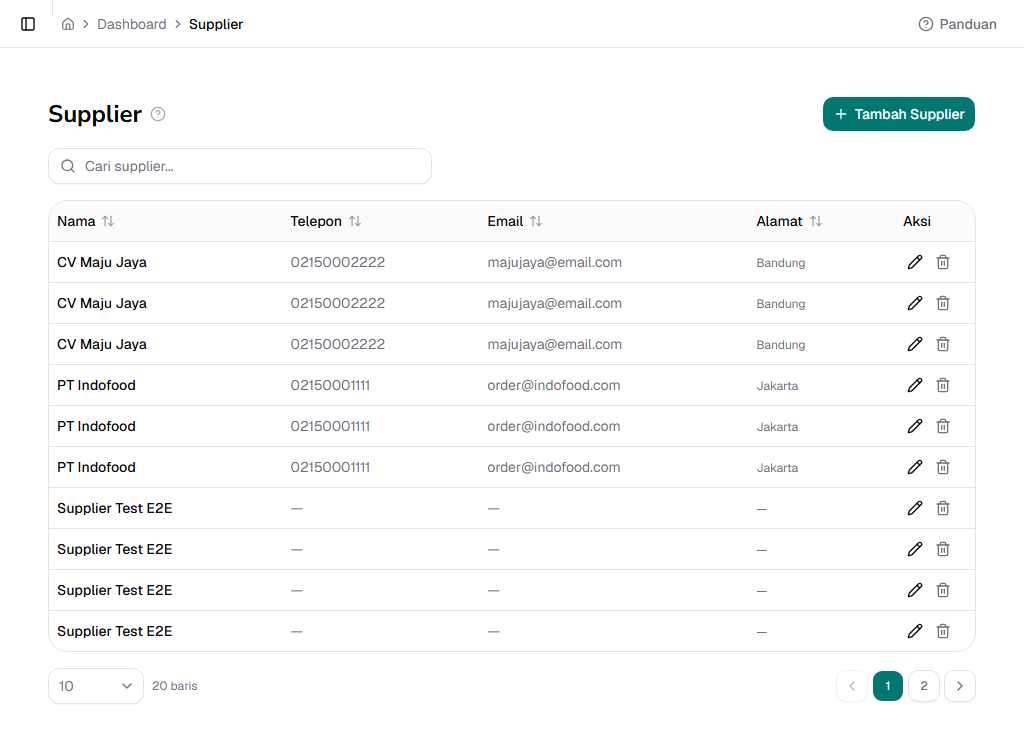 Dashboard > Supplier
Panduan
Supplier
+ Tambah Supplier
Cari supplier...
Nama Telepon Email Alamat Aksi
CV Maju Jaya 02150002222 majujaya@email.com Bandung
CV Maju Jaya 02150002222 majujaya@email.com Bandung
CV Maju Jaya 02150002222 majujaya@email.com Bandung
PT Indofood 02150001111 order@indofood.com Jakarta
PT Indofood 02150001111 order@indofood.com Jakarta
PT Indofood 02150001111 order@indofood.com Jakarta
Supplier Test E2E — — —
Supplier Test E2E — — —
Supplier Test E2E — — —
Supplier Test E2E — — —
10 20 baris 1 2